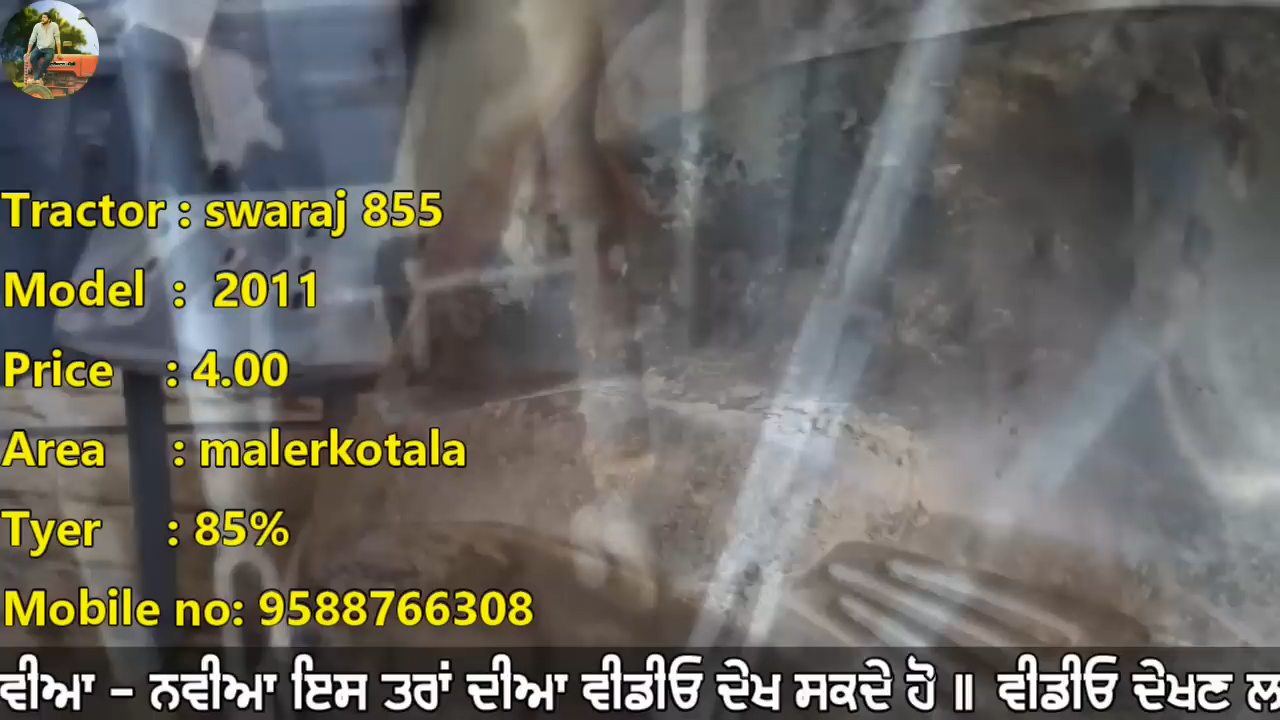 Tractor : swaraj 855
Model : 2011
Price : 4.00
Area : malerkotala
Tyer : 85%
Mobile no: 9588766308
ਵੀਆ - ਨਵੀਆ ਇਸ ਤਰਾਂ ਦੀਆ ਵੀਡੀਓ ਦੇਖ ਸਕਦੇ ਹੋ ॥ ਵੀਡੀਓ ਦੇਖਣ ਲ